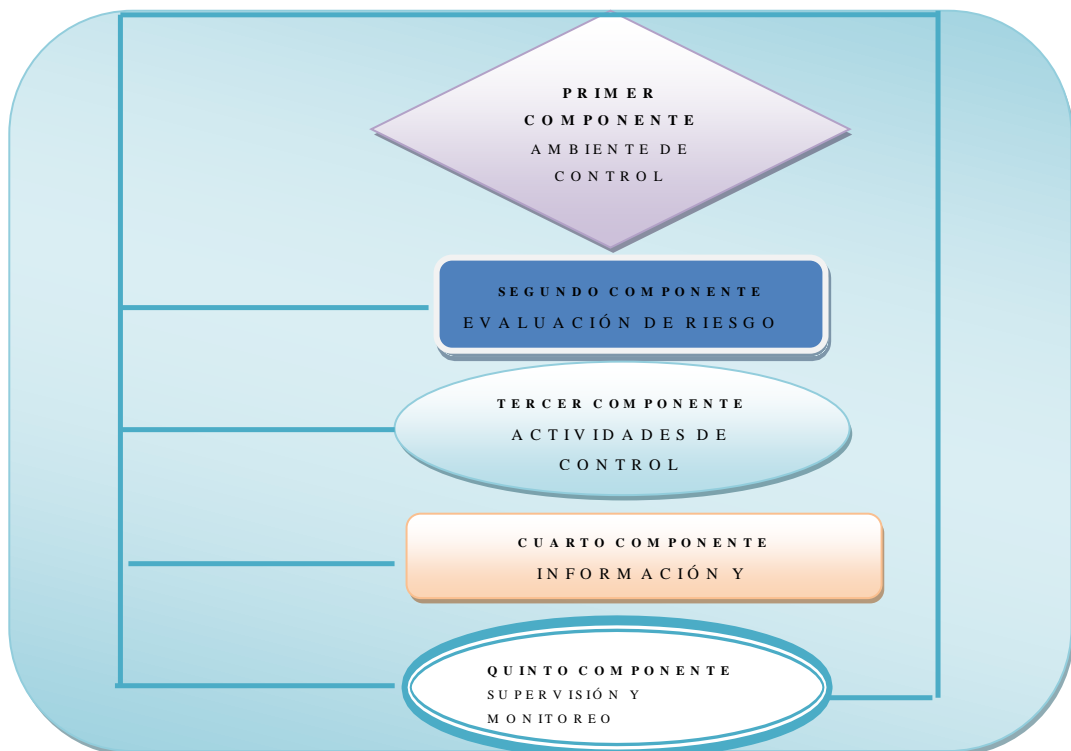 PRIMER
COMPONENTE
AMBIENTE DE
CONTROL
SEGUNDO COMPONENTE
EVALUACIÓN DE RIESGO
TERCER COMPONENTE
ACTIVIDADES DE
CONTROL
CUARTO COMPONENTE
INFORMACIÓN Y
QUINTO COMPONENTE
SUPERVISIÓN Y
MONITOREO